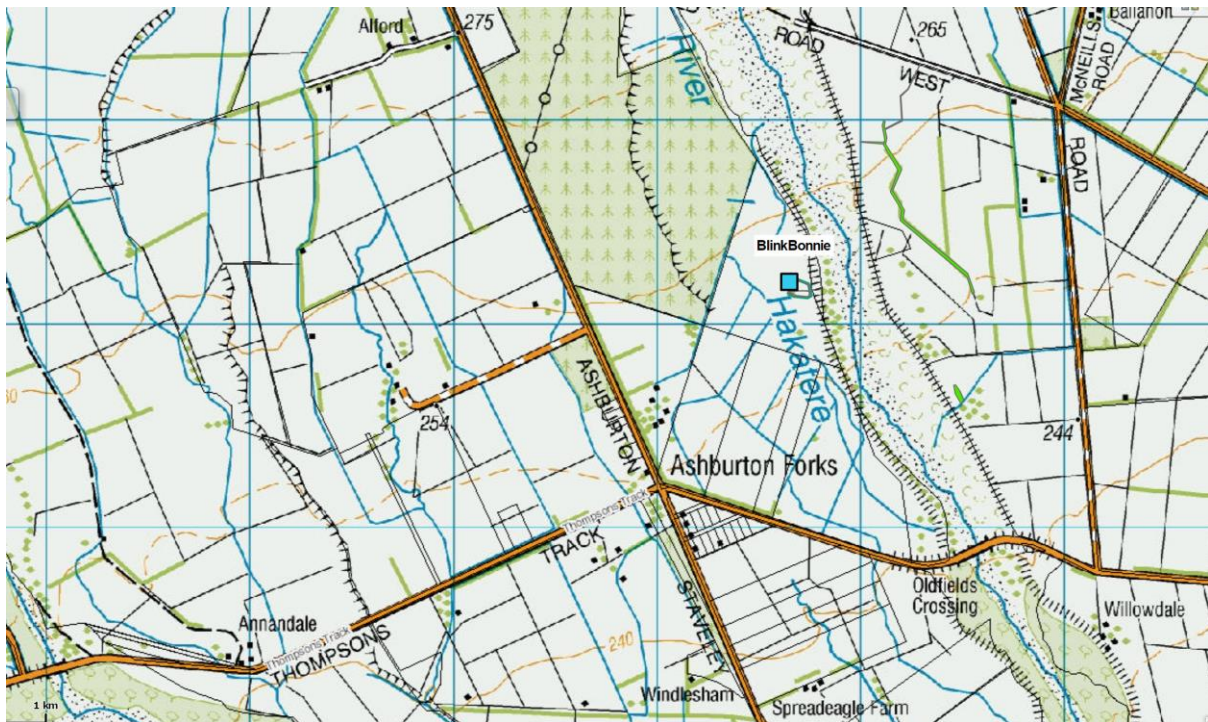 Alford
275
River
ROAD
WEST
265
Ballanon
McNEILLS
ROAD
ROAD
BlinkBonnie
Hakatere
ASHBURTON
254
244
Ashburton Forks
Thompsons Track
TRACK
STAVELEY
Oldfields
Crossing
Willowdale
Annandale
Thompsons Track
THOMPSONS
240
Windlesham
Spreadeagle Farm
1 km